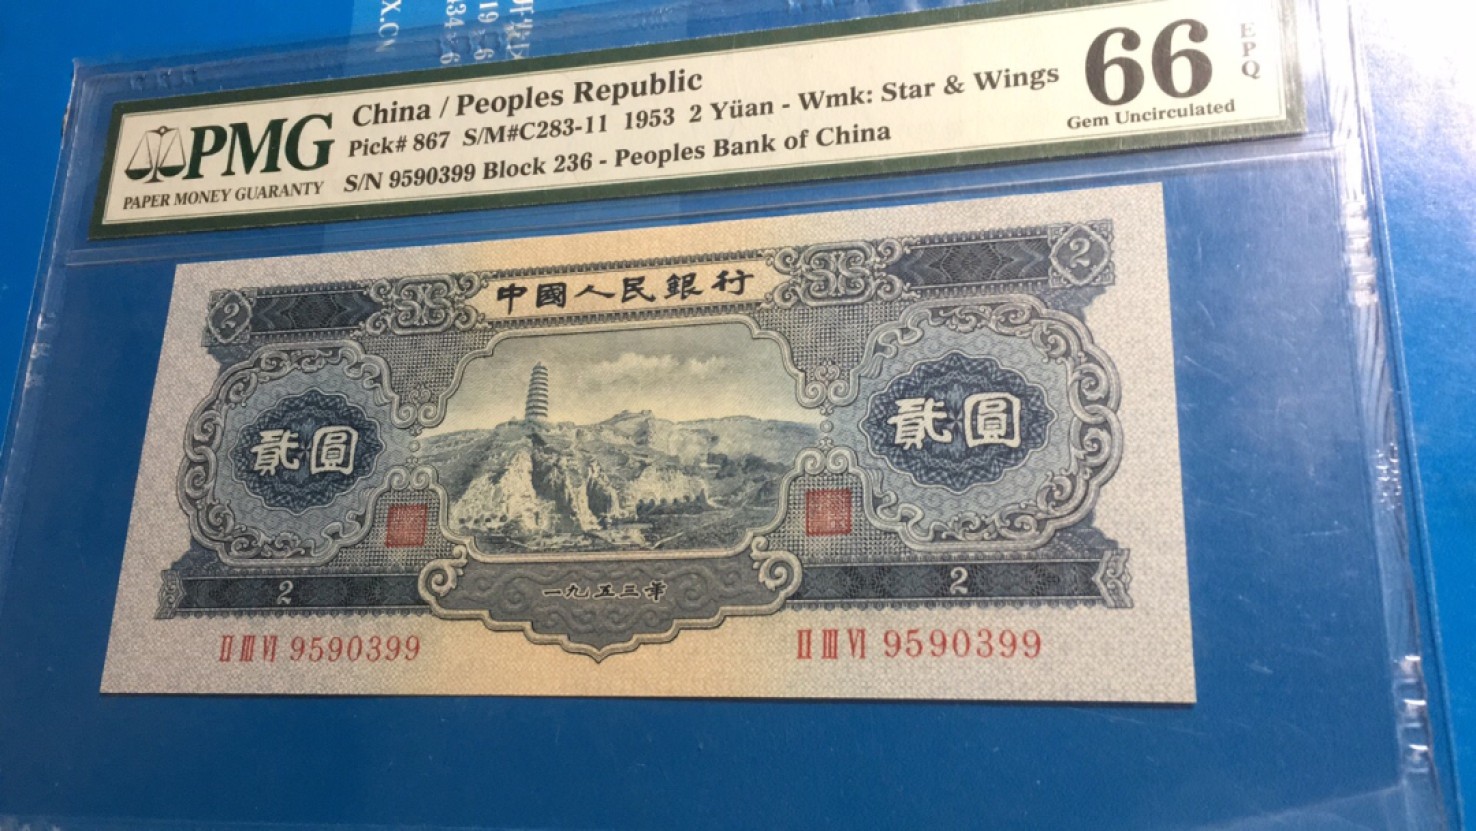 X.CN
China / Peoples Republic
Pick# 867 S/M#C283-11 1953 2 Yüan - Wmk: Star & Wings
S/N 9590399 Block 236 - Peoples Bank of China
PMG
PAPER MONEY GUARANTY
66
EPQ
Gem Uncirculated
中國人民銀行
2
2
貳圓
貳圓
一九五三年
2
2
II III VI 9590399
II III VI 9590399